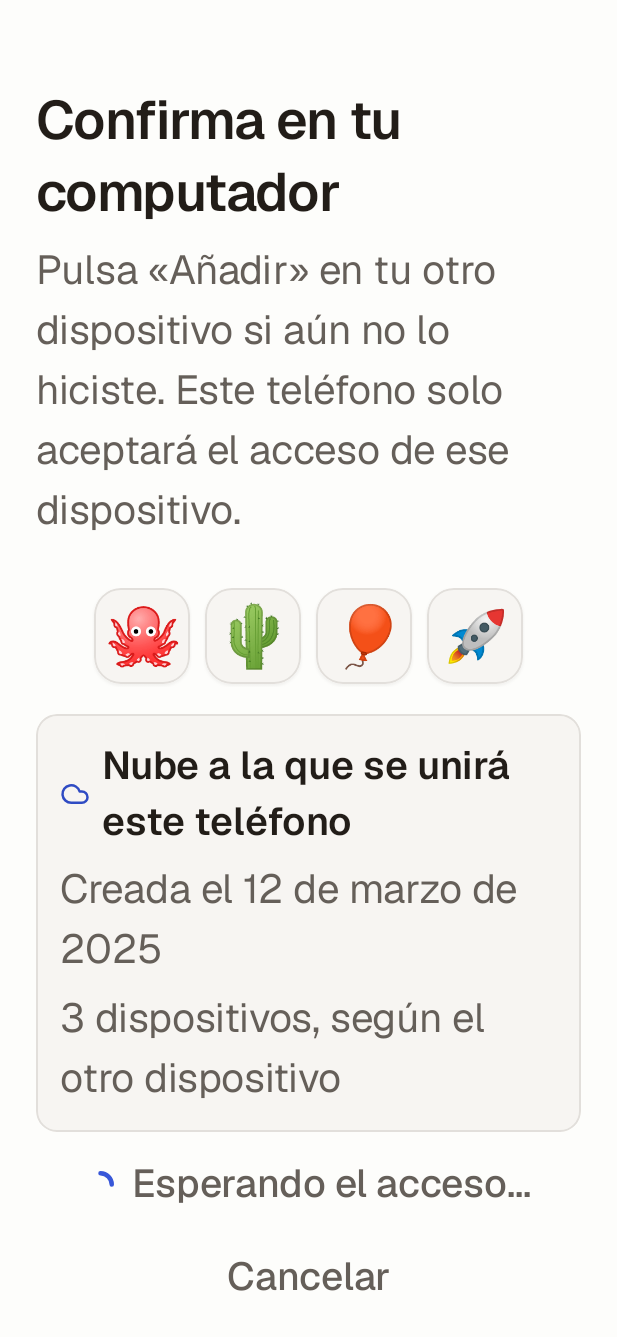 Confirma en tu
computador
Pulsa «Añadir» en tu otro
dispositivo si aún no lo
hiciste. Este teléfono solo
aceptará el acceso de ese
dispositivo.
Nube a la que se unirá
este teléfono
Creada el 12 de marzo de
2025
3 dispositivos, según el
otro dispositivo
Esperando el acceso...
Cancelar